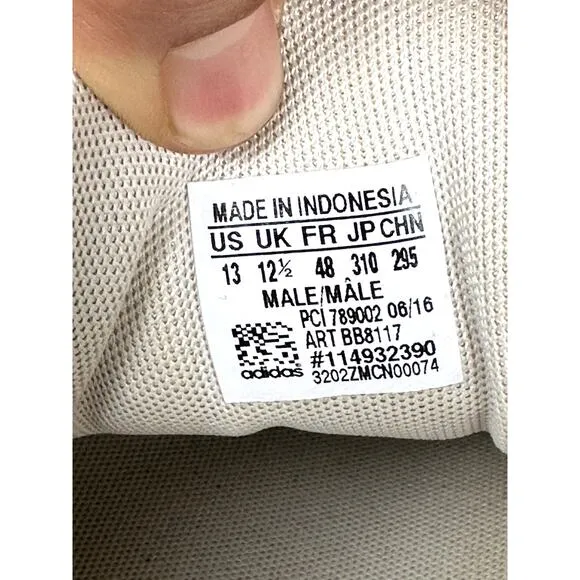 MADE IN INDONESIA
US UK FR JP CHN
13 12½ 48 310 295
MALE/MÂLE
PCI 789002 06/16
ART BB8117
#114932390
adidas 3202ZMCN00074